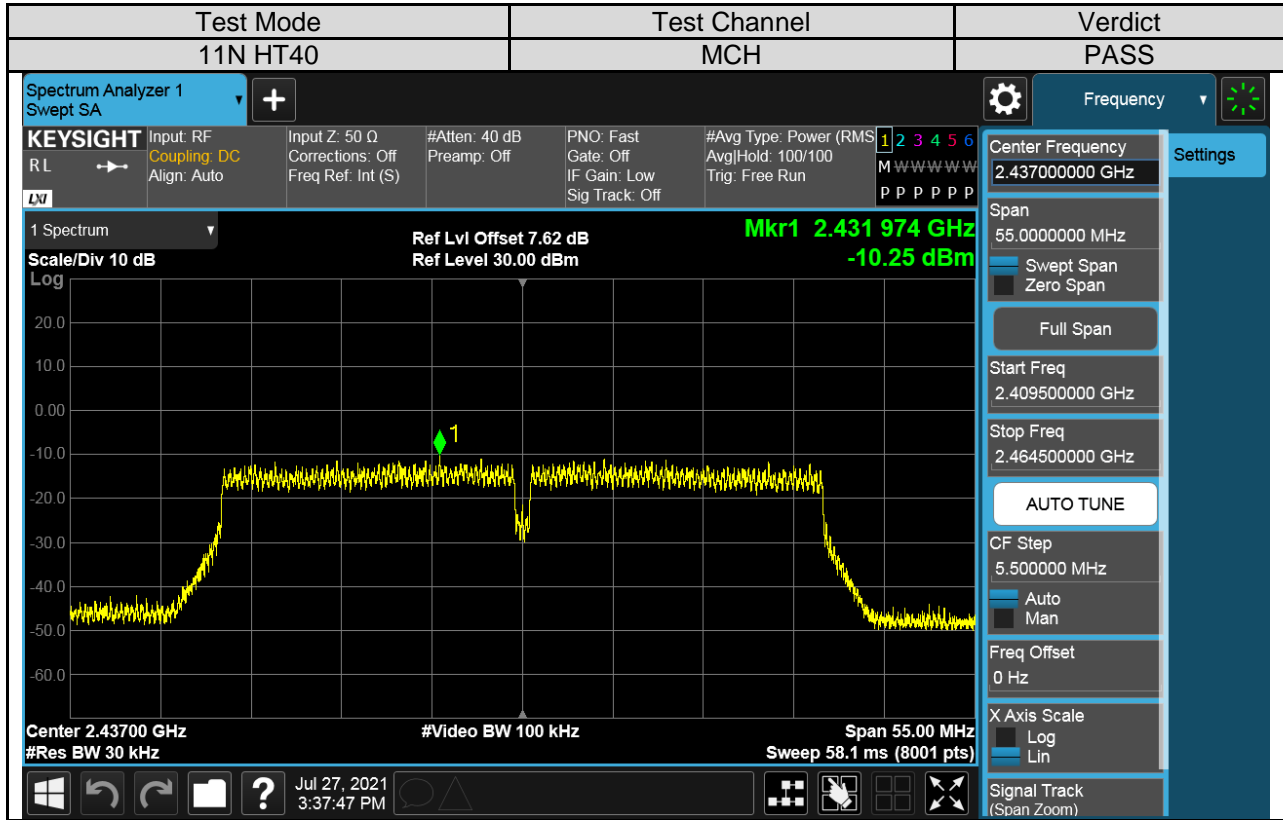 Test Mode Test Channel Verdict
11N HT40 MCH PASS
Spectrum Analyzer 1
Swept SA
+
Frequency
KEYSIGHT Input: RF Input Z: 50 Ω #Atten: 40 dB PNO: Fast #Avg Type: Power (RMS 1 2 3 4 5 6
R L Coupling: DC Corrections: Off Preamp: Off Gate: Off Avg|Hold: 100/100 M W W W W W
Align: Auto Freq Ref: Int (S) IF Gain: Low Trig: Free Run
LXI Sig Track: Off P P P P P P
1 Spectrum
Ref Lvl Offset 7.62 dB
Mkr1 2.431 974 GHz
Scale/Div 10 dB Ref Level 30.00 dBm -10.25 dBm
Log
20.0
10.0
0.00
-10.0
-20.0
-30.0
-40.0
-50.0
-60.0
1
Center 2.43700 GHz #Video BW 100 kHz Span 55.00 MHz
#Res BW 30 kHz Sweep 58.1 ms (8001 pts)
?
Jul 27, 2021
3:37:47 PM
Center Frequency
2.437000000 GHz
Settings
Span
55.0000000 MHz
Swept Span
Zero Span
Full Span
Start Freq
2.409500000 GHz
Stop Freq
2.464500000 GHz
AUTO TUNE
CF Step
5.500000 MHz
Auto
Man
Freq Offset
0 Hz
X Axis Scale
Log
Lin
Signal Track
(Span Zoom)